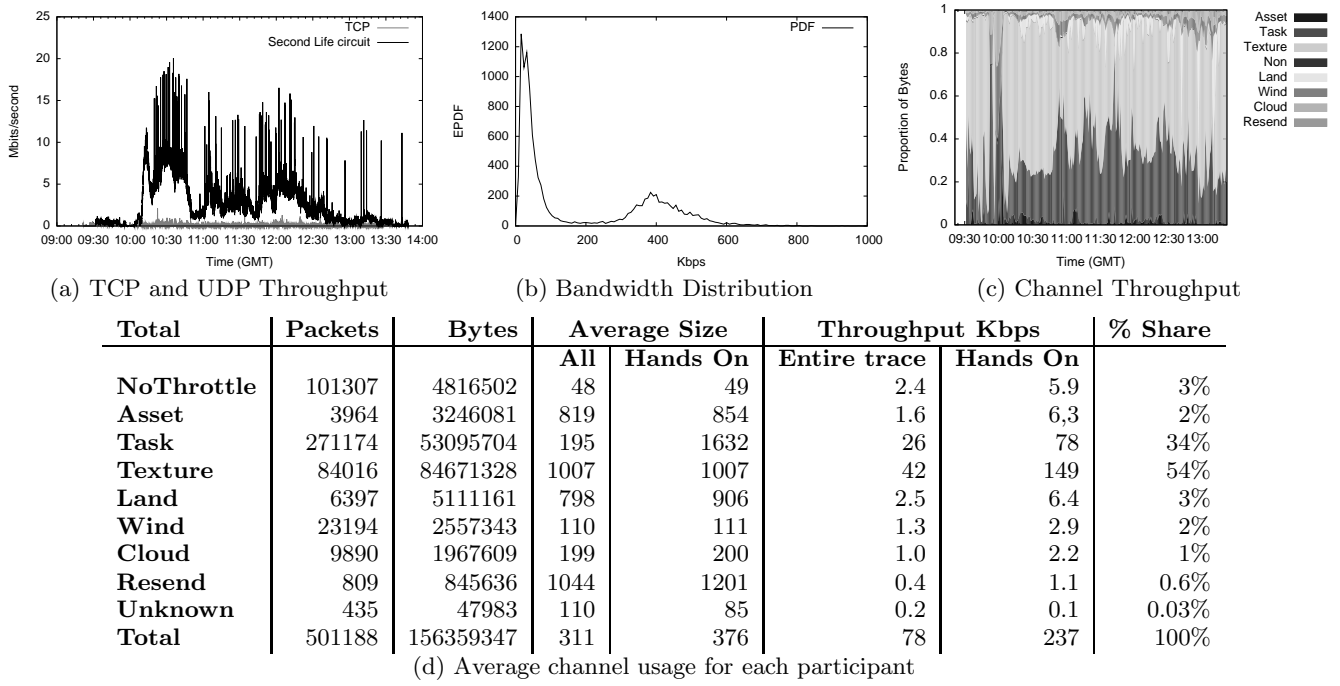 25
20
15
10
5
0
Mbits/second
TCP
Second Life circuit
09:00 09:30 10:00 10:30 11:00 11:30 12:00 12:30 13:00 13:30 14:00
Time (GMT)
(a) TCP and UDP Throughput
1400
1200
1000
800
600
400
200
0
EPDF
PDF
0 200 400 600 800 1000
Kbps
(b) Bandwidth Distribution
1
0.8
0.6
0.4
0.2
0
Proportion of Bytes
09:30 10:00 10:30 11:00 11:30 12:00 12:30 13:00
Time (GMT)
Asset
Task
Texture
Non
Land
Wind
Cloud
Resend
(c) Channel Throughput
Total Packets Bytes Average Size Throughput Kbps % Share
All Hands On Entire trace Hands On
NoThrottle 101307 4816502 48 49 2.4 5.9 3%
Asset 3964 3246081 819 854 1.6 6,3 2%
Task 271174 53095704 195 1632 26 78 34%
Texture 84016 84671328 1007 1007 42 149 54%
Land 6397 5111161 798 906 2.5 6.4 3%
Wind 23194 2557343 110 111 1.3 2.9 2%
Cloud 9890 1967609 199 200 1.0 2.2 1%
Resend 809 845636 1044 1201 0.4 1.1 0.6%
Unknown 435 47983 110 85 0.2 0.1 0.03%
Total 501188 156359347 311 376 78 237 100%
(d) Average channel usage for each participant